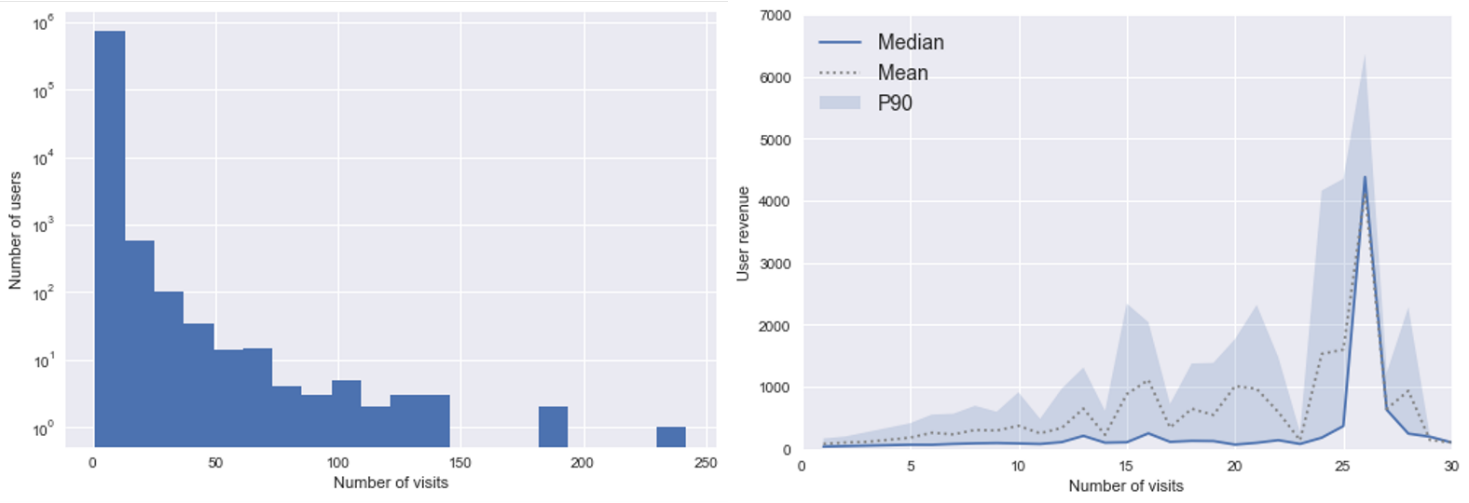 10^6
10^5
10^4
10^3
10^2
10^1
10^0
Number of users
0 50 100 150 200 250
Number of visits
7000
6000
5000
4000
3000
2000
1000
0
User revenue
Median
Mean
P90
0 5 10 15 20 25 30
Number of visits